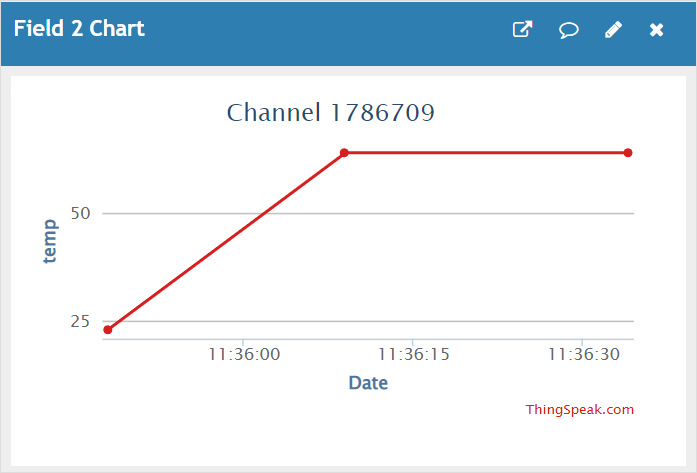 Field 2 Chart
Channel 1786709
temp
50
25
11:36:00 11:36:15 11:36:30
Date
ThingSpeak.com